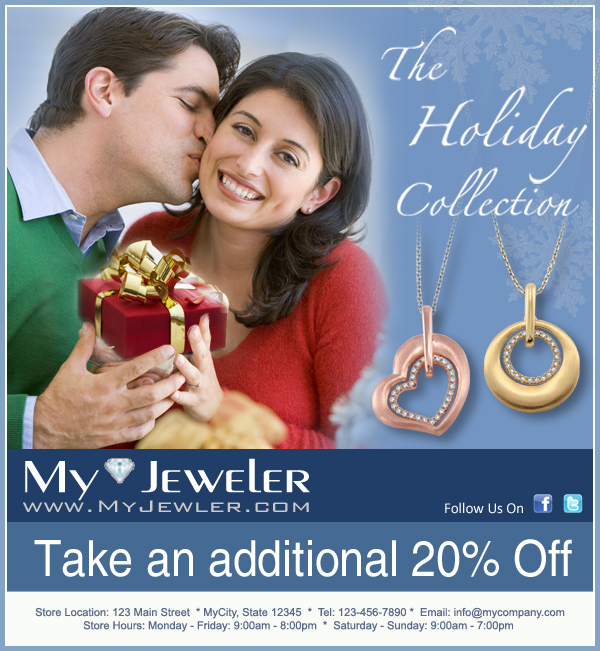 The
Holiday
Collection
My Jeweler
www.MyJewler.com
Follow Us On f t
Take an additional 20% Off
Store Location: 123 Main Street * MyCity, State 12345 * Tel: 123-456-7890 * Email: info@mycompany.com
Store Hours: Monday - Friday: 9:00am - 8:00pm * Saturday - Sunday: 9:00am - 7:00pm